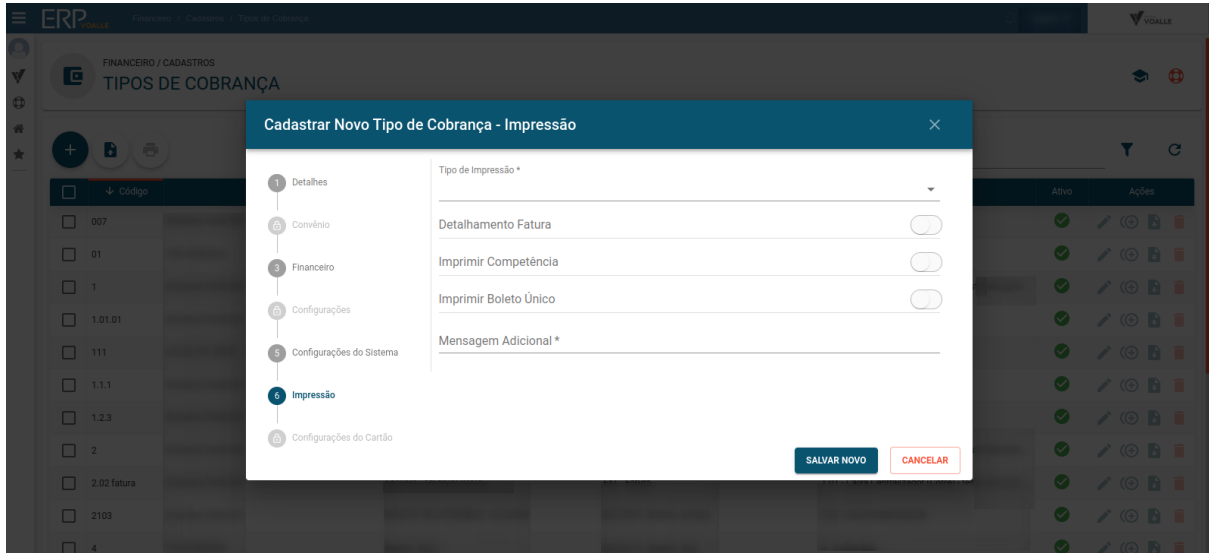 ERP VOALLE
Financeiro / Cadastros / Tipos de Cobrança
VOALLE
FINANCEIRO / CADASTROS
TIPOS DE COBRANÇA
Código
Ativo
Ações
007
01
1
1.01.01
111
1.1.1
1.2.3
2
2.02 fatura
2103
4
Cadastrar Novo Tipo de Cobrança - Impressão
1 Detalhes
Convênio
3 Financeiro
Configurações
5 Configurações do Sistema
6 Impressão
Configurações do Cartão
Tipo de Impressão *
Detalhamento Fatura
Imprimir Competência
Imprimir Boleto Único
Mensagem Adicional *
SALVAR NOVO
CANCELAR